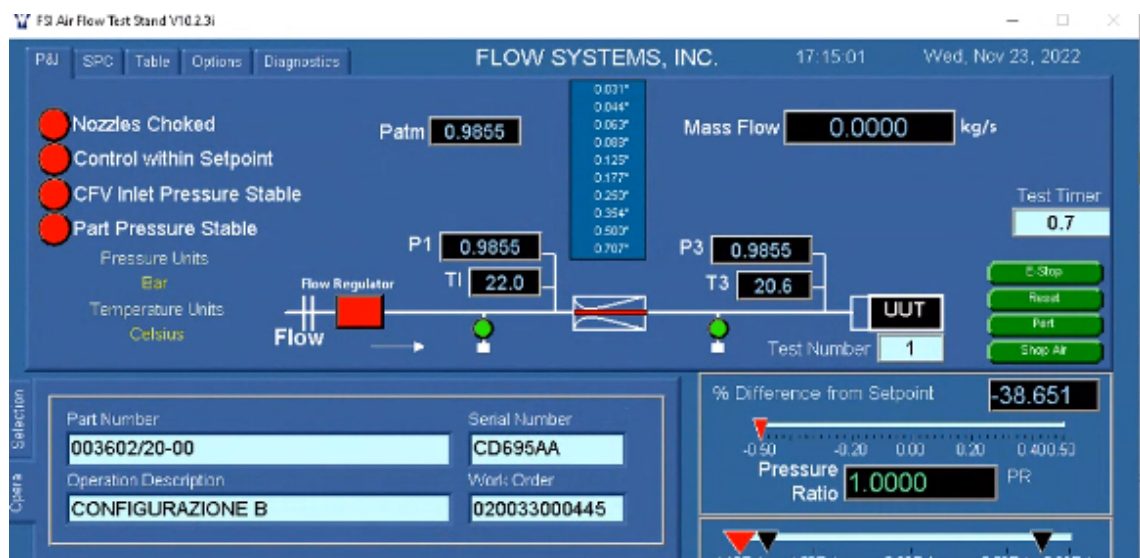 FSI Air Flow Test Stand V10.2.3i
P&J SPC Table Options Diagnostics
FLOW SYSTEMS, INC. 17:15:01 Wed, Nov 23, 2022
Nozzles Choked
Control within Setpoint
CFV Inlet Pressure Stable
Part Pressure Stable
Pressure Units
Bar
Temperature Units
Celsius
Patm 0.9855
0.031"
0.044"
0.063"
0.089"
0.125"
0.177"
0.250"
0.354"
0.500"
0.707"
Mass Flow 0.0000 kg/s
Test Timer
0.7
P1 0.9855
T1 22.0
P3 0.9855
T3 20.6
Flow Regulator
Flow
UUT
Test Number 1
E-Stop
Reset
Part
Shop Air
Selection
Opera
Part Number
003602/20-00
Serial Number
CD695AA
Operation Description
CONFIGURAZIONE B
Work Order
020033000445
% Difference from Setpoint -38.651
-0.50 -0.20 0.00 0.20 0.400.50
Pressure
Ratio 1.0000 PR